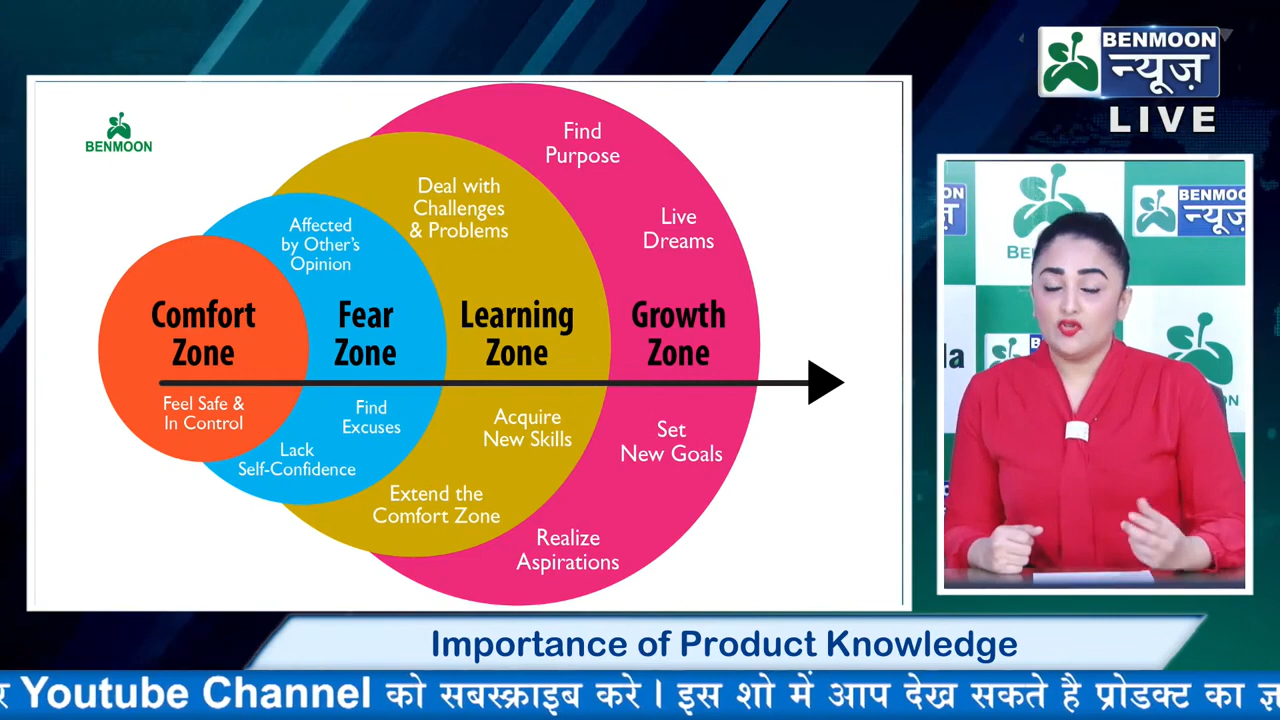 BENMOON
न्यूज़
LIVE
BENMOON
Find
Purpose
Deal with
Challenges
& Problems
Live
Dreams
Affected
by Other's
Opinion
Comfort
Zone
Fear
Zone
Learning
Zone
Growth
Zone
Feel Safe &
In Control
Find
Excuses
Lack
Self-Confidence
Acquire
New Skills
Set
New Goals
Extend the
Comfort Zone
Realize
Aspirations
BENMOON
न्यूज़
Importance of Product Knowledge
Youtube Channel को सबस्क्राइब करे । इस शो में आप देख सकते है प्रोडक्ट का